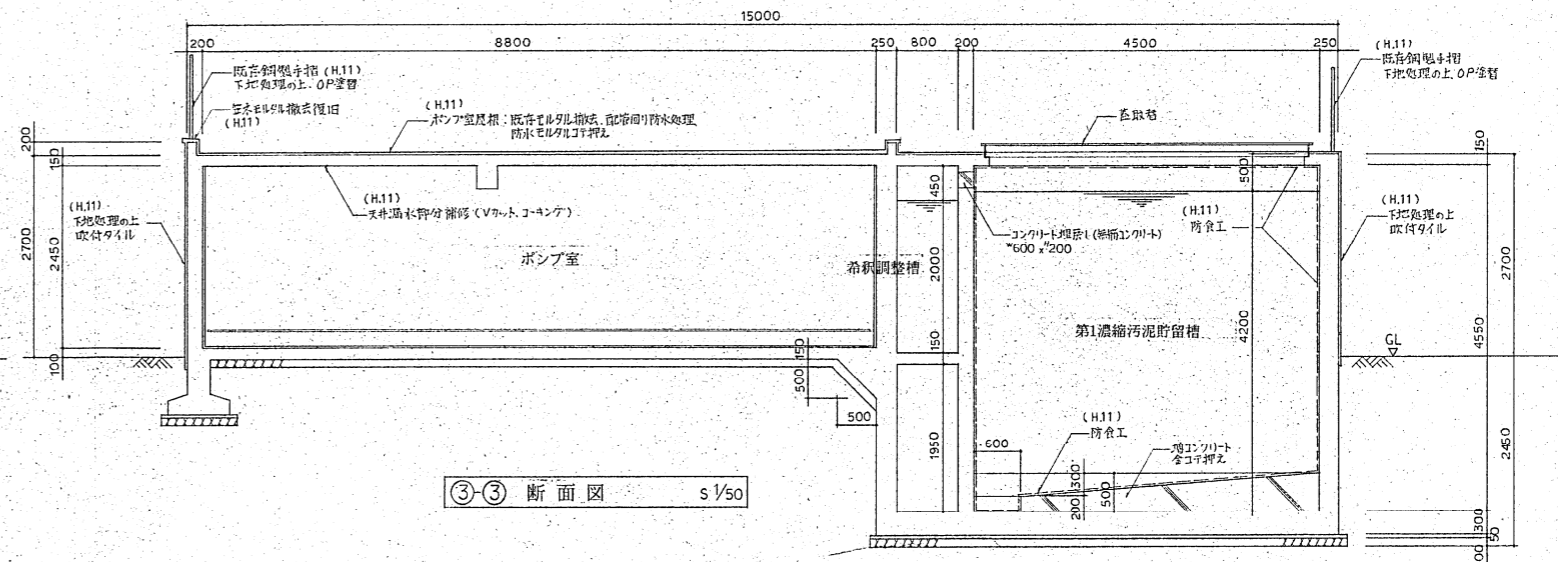 15000
200
8800
250
800
200
4500
250
既存鋼製手摺 (H.11)
下地処理の上、OP塗替
(H.11)
既存鋼製手摺
下地処理の上、OP塗替
笠木モルタル撤去復旧
(H.11)
(H.11)
ポンプ室屋根：既存モルタル撤去、配管回り防水処理
防水モルタルコテ押え
200
150
2700
2450
100
(H.11)
下地処理の上
吹付タイル
(H.11)
天井漏水部分補修 (Vカット、コーキング)
ポンプ室
希釈調整槽
450
2000
150
1950
コンクリート埋戻し(無筋コンクリート)
600 x 200
500
(H.11)
防食工
第1濃縮汚泥貯留槽
4200
(H.11)
下地処理の上
吹付タイル
150
2700
4550
GL
2450
150
500
500
600
(H.11)
防食工
コンクリート
金コテ押え
300
200
500
300
50
③-③ 断面図 S 1/50